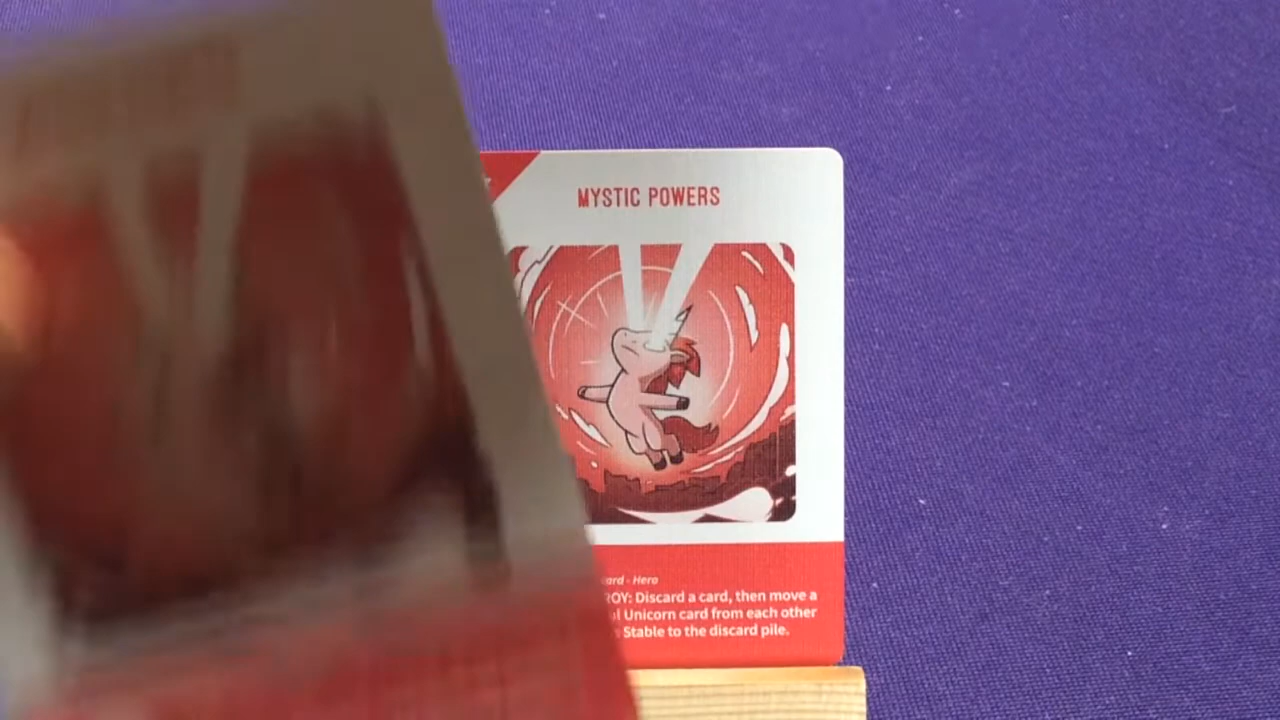 MYSTIC POWERS
ard - Hero
ROY: Discard a card, then move a
ul Unicorn card from each other
Stable to the discard pile.